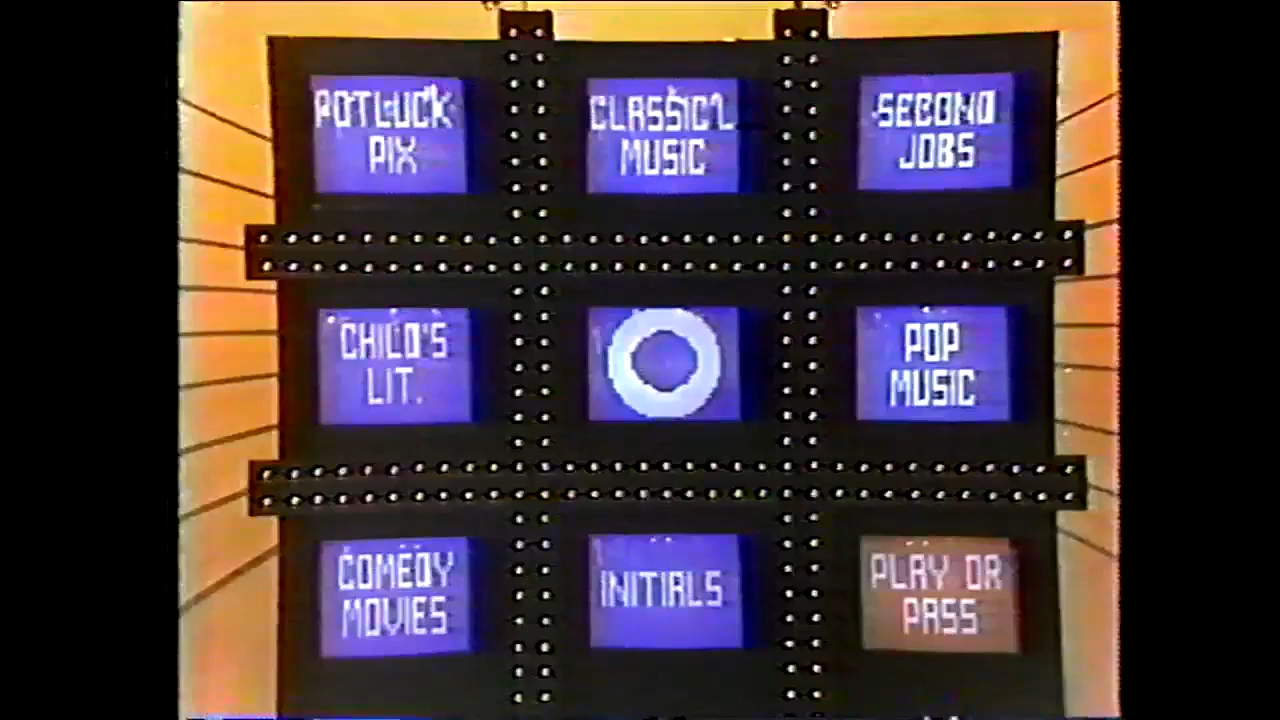 POTLUCK
PIX
CLASSIC'L
MUSIC
SECOND
JOBS
CHILD'S
LIT.
O
POP
MUSIC
COMEDY
MOVIES
INITIALS
PLAY OR
PASS